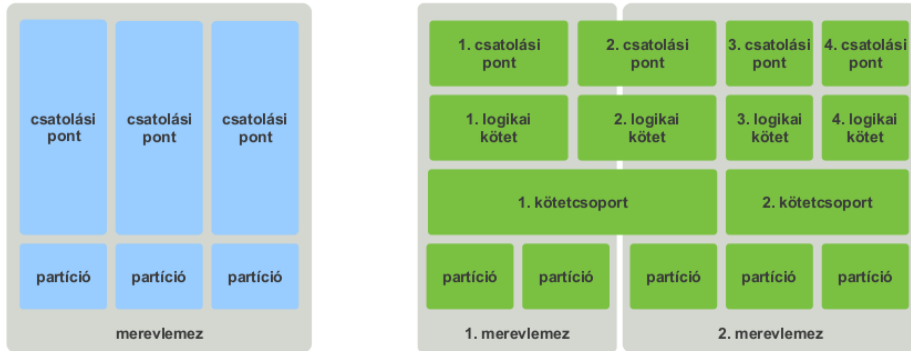 csatolási
pont
csatolási
pont
csatolási
pont
partíció
partíció
partíció
merevlemez
1. csatolási
pont
2. csatolási
pont
3. csatolási
pont
4. csatolási
pont
1. logikai
kötet
2. logikai
kötet
3. logikai
kötet
4. logikai
kötet
1. kötetcsoport
2. kötetcsoport
partíció
partíció
partíció
partíció
partíció
1. merevlemez
2. merevlemez